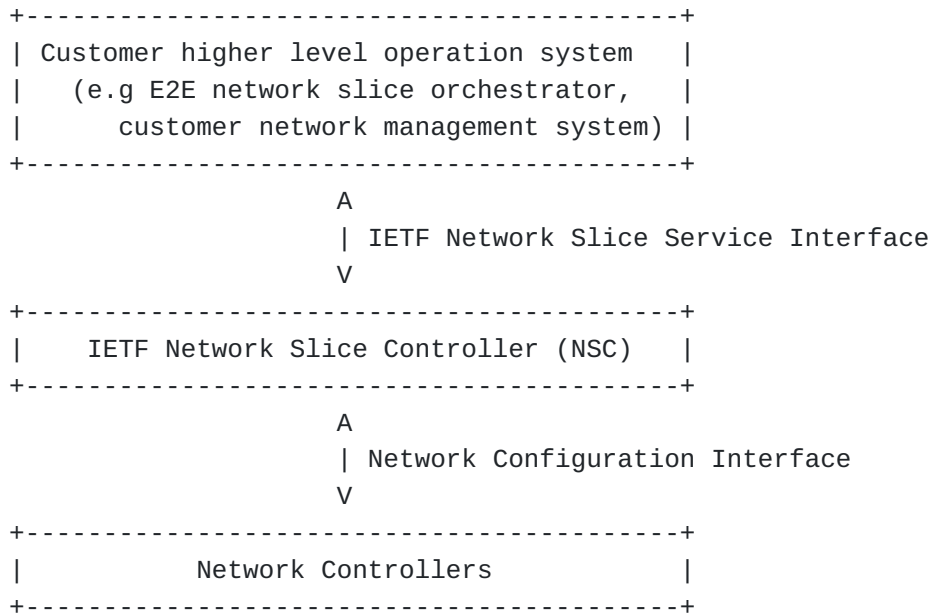 +------------------------------------------+
| Customer higher level operation system   |
|   (e.g E2E network slice orchestrator,   |
|      customer network management system) |
+------------------------------------------+
                     A
                     | IETF Network Slice Service Interface
                     V
+------------------------------------------+
|    IETF Network Slice Controller (NSC)   |
+------------------------------------------+
                     A
                     | Network Configuration Interface
                     V
+------------------------------------------+
|           Network Controllers            |
+------------------------------------------+